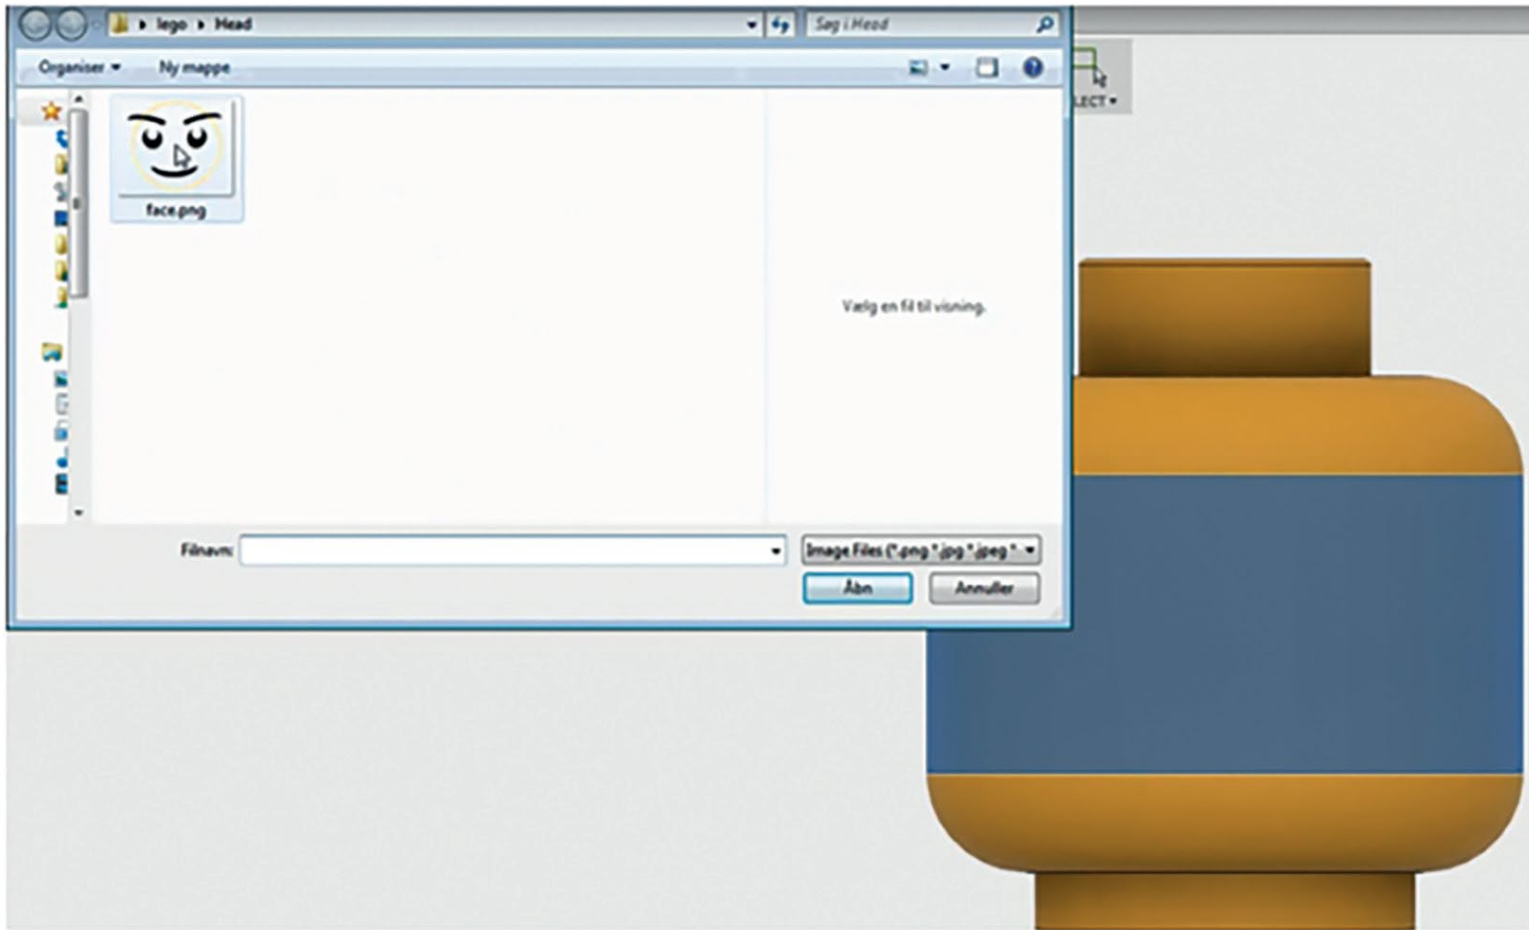 lego ▸ Head
Søg i Head
Organiser
Ny mappe
LECT
face.png
Vælg en fil til visning.
Filnavn:
Image Files (*.png *.jpg *.jpeg *.
Åbn
Annuller